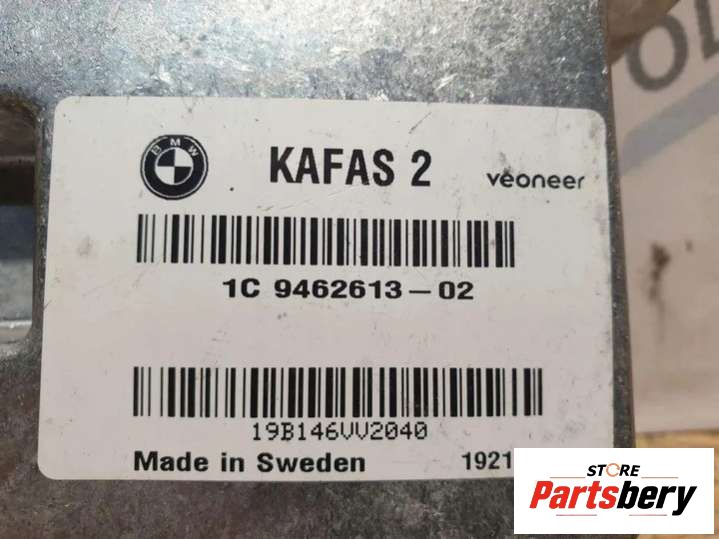 BMW
KAFAS 2
veoneer
1C 9462613-02
19B146VV2040
Made in Sweden
1921
STORE
Partsbery